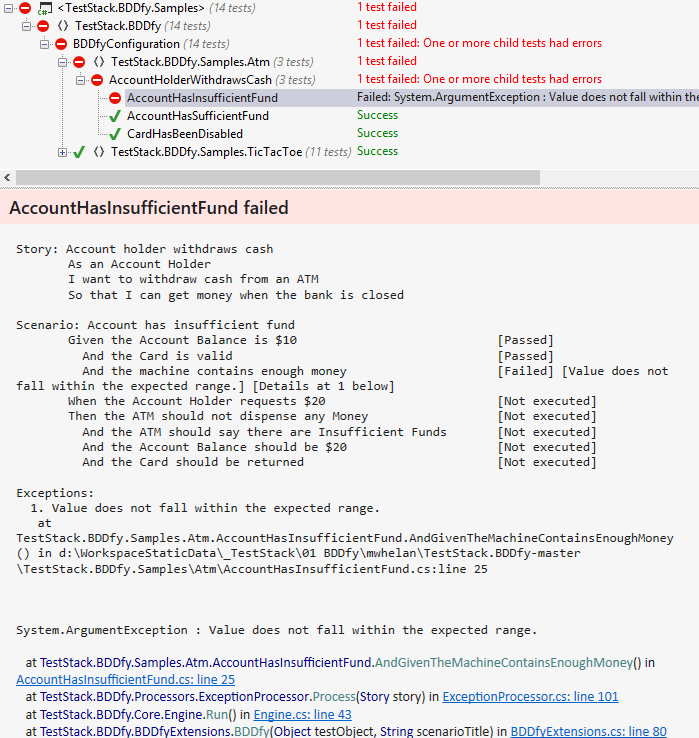 <TestStack.BDDfy.Samples> (14 tests) 1 test failed
TestStack.BDDfy (14 tests) 1 test failed
BDDfyConfiguration (14 tests) 1 test failed: One or more child tests had errors
TestStack.BDDfy.Samples.Atm (3 tests) 1 test failed
AccountHolderWithdrawsCash (3 tests) 1 test failed: One or more child tests had errors
AccountHasInsufficientFund Failed: System.ArgumentException : Value does not fall within the
AccountHasSufficientFund Success
CardHasBeenDisabled Success
TestStack.BDDfy.Samples.TicTacToe (11 tests) Success
AccountHasInsufficientFund failed
Story: Account holder withdraws cash
As an Account Holder
I want to withdraw cash from an ATM
So that I can get money when the bank is closed
Scenario: Account has insufficient fund
Given the Account Balance is $10 [Passed]
And the Card is valid [Passed]
And the machine contains enough money [Failed] [Value does not
fall within the expected range.] [Details at 1 below]
When the Account Holder requests $20 [Not executed]
Then the ATM should not dispense any Money [Not executed]
And the ATM should say there are Insufficient Funds [Not executed]
And the Account Balance should be $20 [Not executed]
And the Card should be returned [Not executed]
Exceptions:
1. Value does not fall within the expected range.
at
TestStack.BDDfy.Samples.Atm.AccountHasInsufficientFund.AndGivenTheMachineContainsEnoughMoney
() in d:\WorkspaceStaticData\_TestStack\01 BDDfy\mwhelan\TestStack.BDDfy-master
\TestStack.BDDfy.Samples\Atm\AccountHasInsufficientFund.cs:line 25
System.ArgumentException : Value does not fall within the expected range.
at TestStack.BDDfy.Samples.Atm.AccountHasInsufficientFund.AndGivenTheMachineContainsEnoughMoney() in
AccountHasInsufficientFund.cs: line 25
at TestStack.BDDfy.Processors.ExceptionProcessor.Process(Story story) in ExceptionProcessor.cs: line 101
at TestStack.BDDfy.Core.Engine.Run() in Engine.cs: line 43
at TestStack.BDDfy.BDDfyExtensions.BDDfy(Object testObject, String scenarioTitle) in BDDfyExtensions.cs: line 80